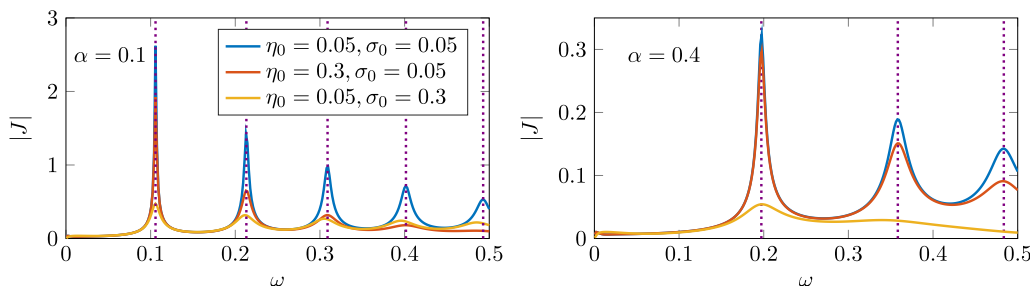 3
2
1
0
|J|
α = 0.1
η₀ = 0.05, σ₀ = 0.05
η₀ = 0.3, σ₀ = 0.05
η₀ = 0.05, σ₀ = 0.3
0 0.1 0.2 0.3 0.4 0.5
ω
0.3
0.2
0.1
0
|J|
α = 0.4
0 0.1 0.2 0.3 0.4 0.5
ω